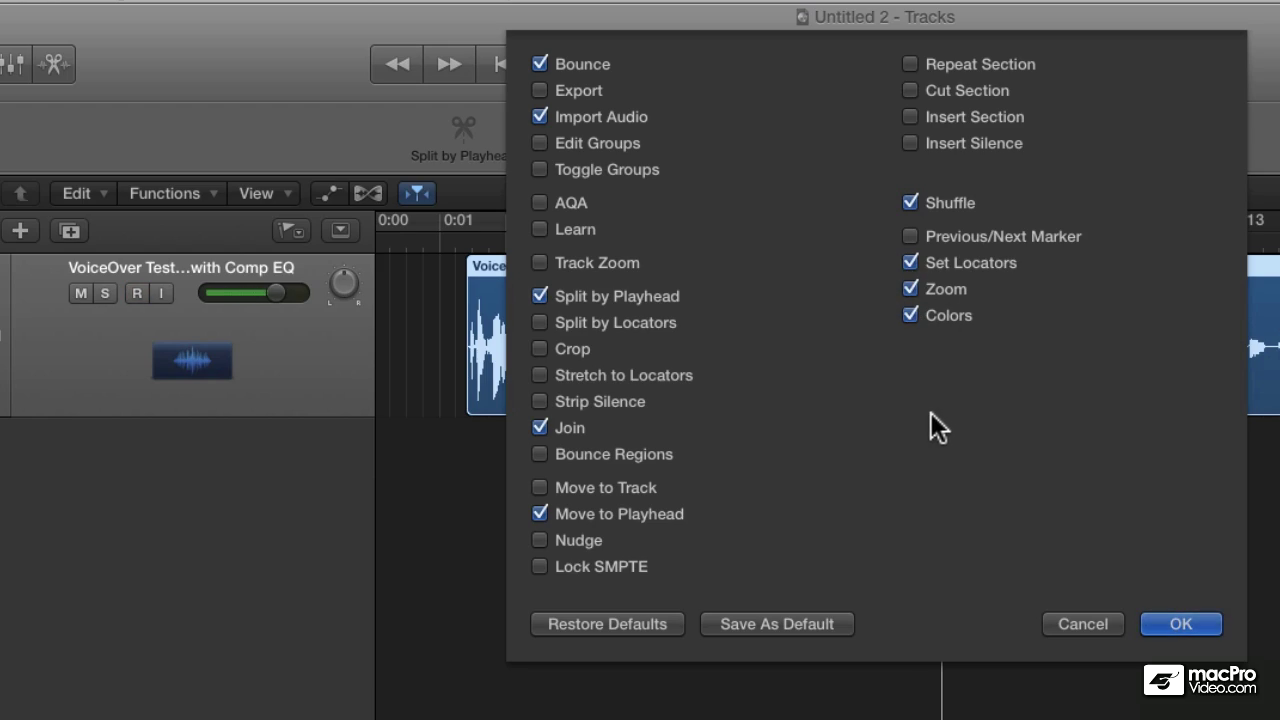 Untitled 2 - Tracks
Split by Playhea
Edit
Functions
View
0:00
0:01
13
VoiceOver Test...with Comp EQ
M
S
R
I
L
R
Voice
Bounce
Export
Import Audio
Edit Groups
Toggle Groups
AQA
Learn
Track Zoom
Split by Playhead
Split by Locators
Crop
Stretch to Locators
Strip Silence
Join
Bounce Regions
Move to Track
Move to Playhead
Nudge
Lock SMPTE
Repeat Section
Cut Section
Insert Section
Insert Silence
Shuffle
Previous/Next Marker
Set Locators
Zoom
Colors
Restore Defaults
Save As Default
Cancel
OK
macPro
Video.com